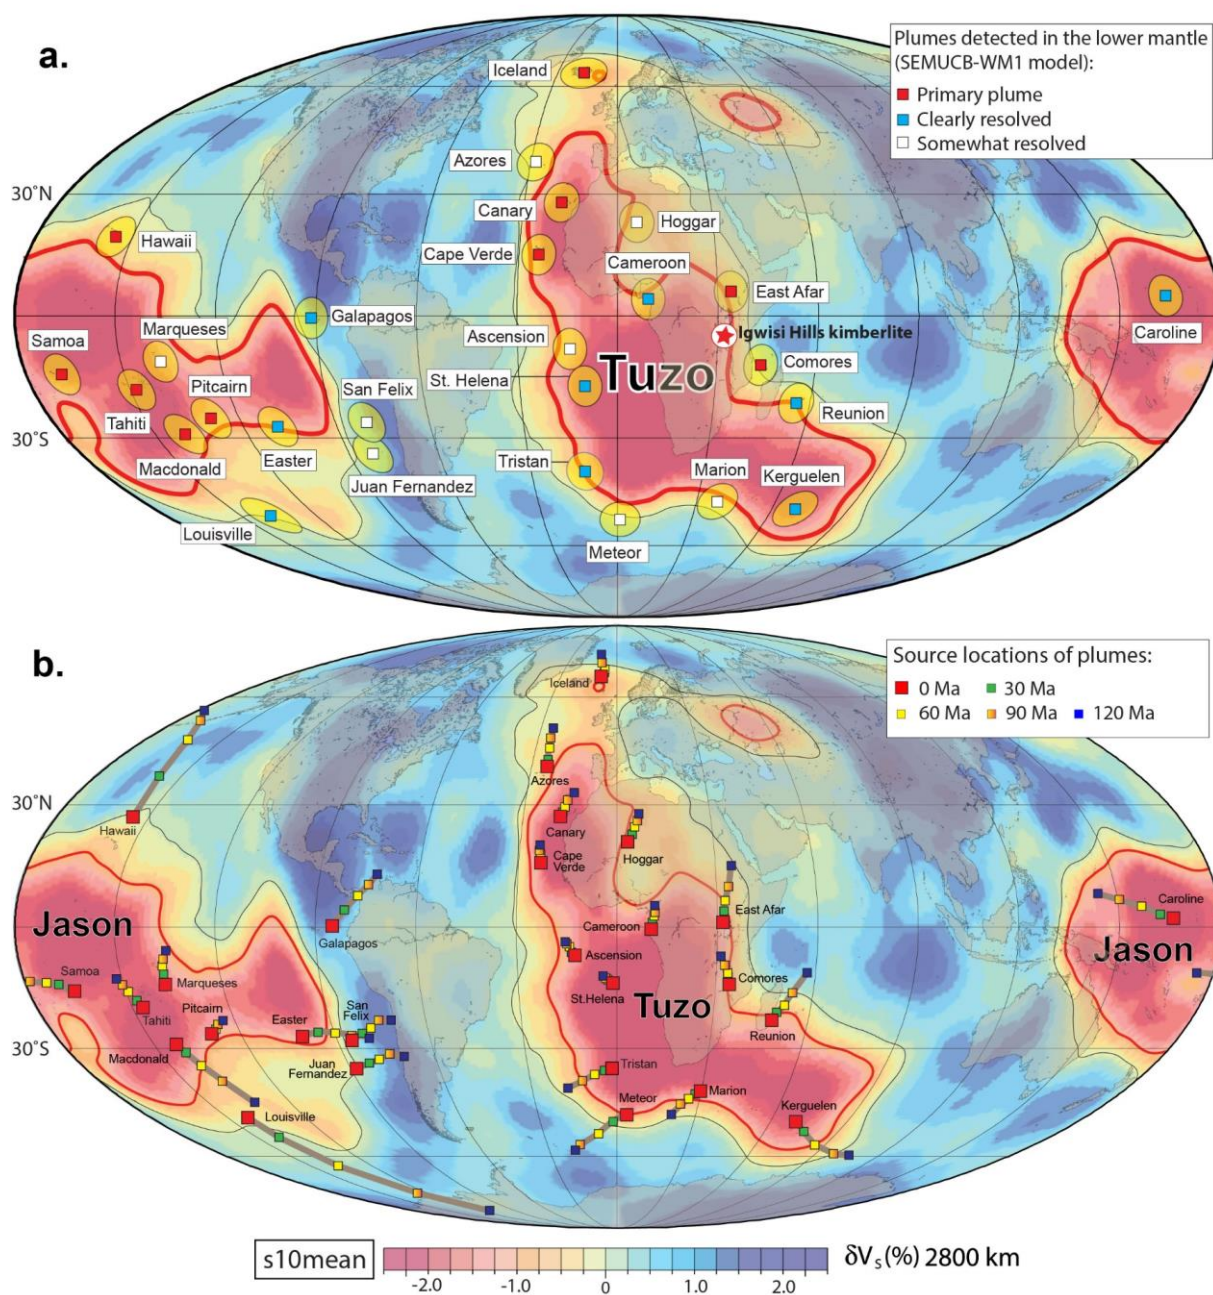 a.
Plumes detected in the lower mantle
(SEMUCB-WM1 model):
Primary plume
Clearly resolved
Somewhat resolved
Iceland
Azores
30°N
Canary
Hoggar
Hawaii
Cape Verde
Cameroon
East Afar
Marqueses
Galapagos
Ascension
Igwisi Hills kimberlite
Caroline
Samoa
Tuzo
Comores
Pitcairn
San Felix
St. Helena
Tahiti
Reunion
30°S
Macdonald
Easter
Tristan
Marion
Kerguelen
Juan Fernandez
Louisville
Meteor
b.
Source locations of plumes:
0 Ma 30 Ma
60 Ma 90 Ma 120 Ma
Iceland
Azores
30°N
Hawaii
Canary
Hoggar
Cape
Verde
Jason
Galapagos
Cameroon
East Afar
Caroline
Ascension
Jason
Samoa
Marqueses
St.Helena
Tuzo
Comores
Tahiti
Pitcairn
Easter
San
Felix
Reunion
30°S
Macdonald
Juan
Fernandez
Tristan
Louisville
Meteor
Marion
Kerguelen
s10mean
-2.0 -1.0 0 1.0 2.0
δVs(%) 2800 km